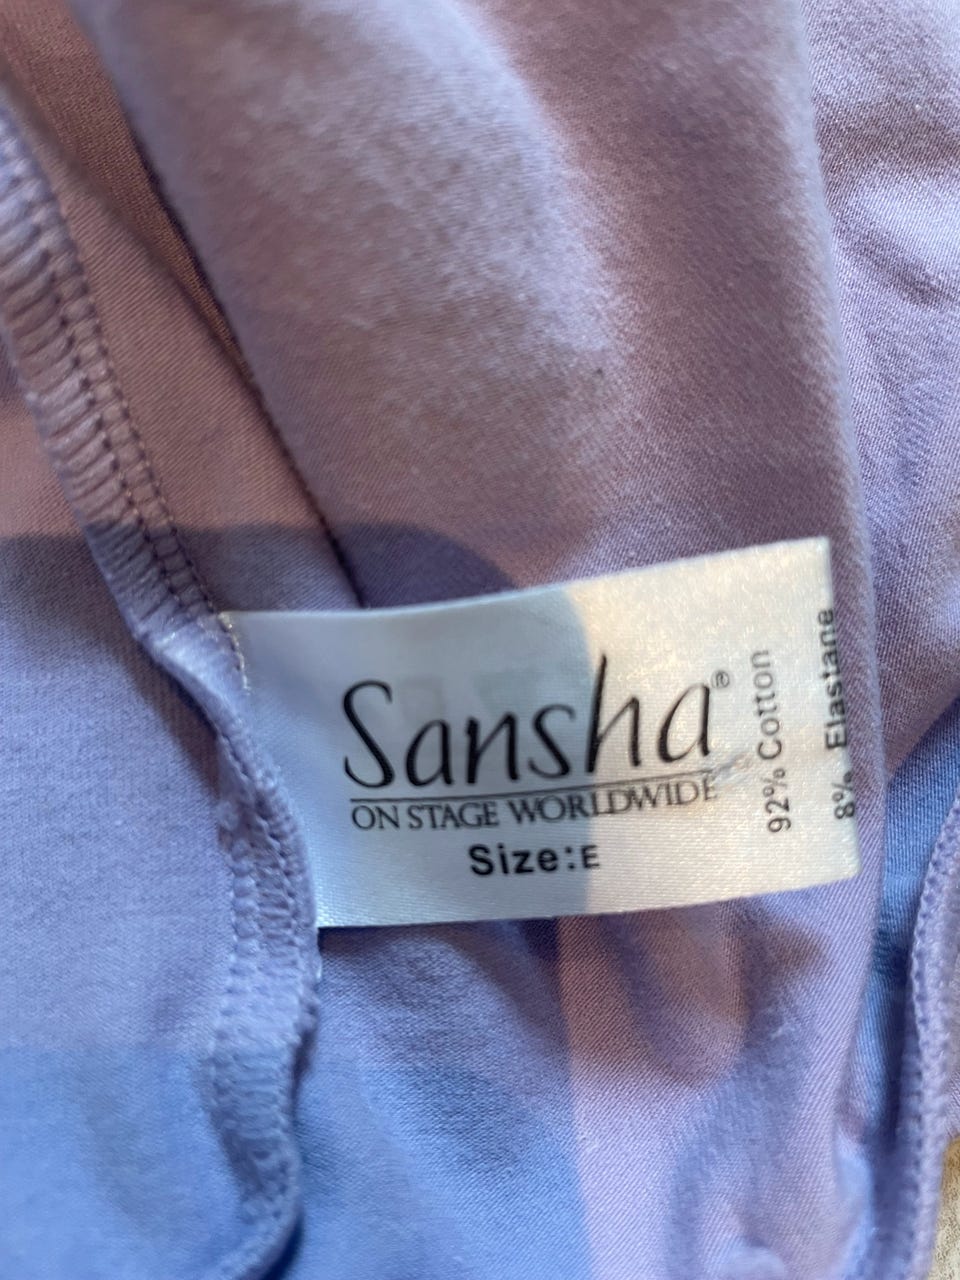 Sansha®
ON STAGE WORLDWIDE
Size:E
92% Cotton
8% Elastane